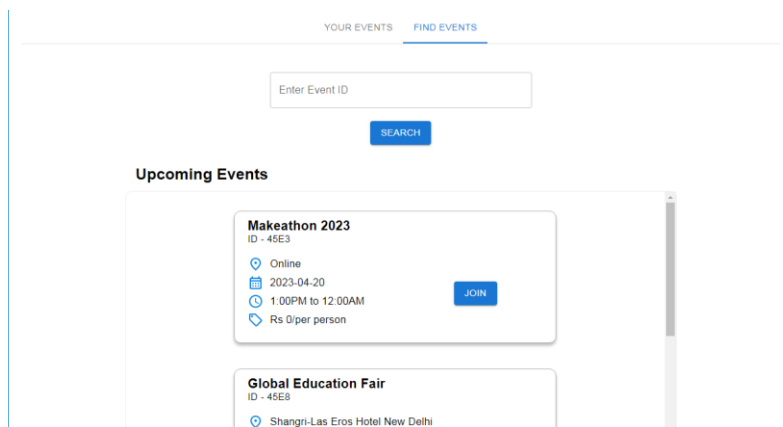 YOUR EVENTS FIND EVENTS
Enter Event ID
SEARCH
Upcoming Events
Makeathon 2023
ID - 45E3
Online
2023-04-20
1:00PM to 12:00AM
JOIN
Rs 0/per person
Global Education Fair
ID - 45E8
Shangri-Las Eros Hotel New Delhi